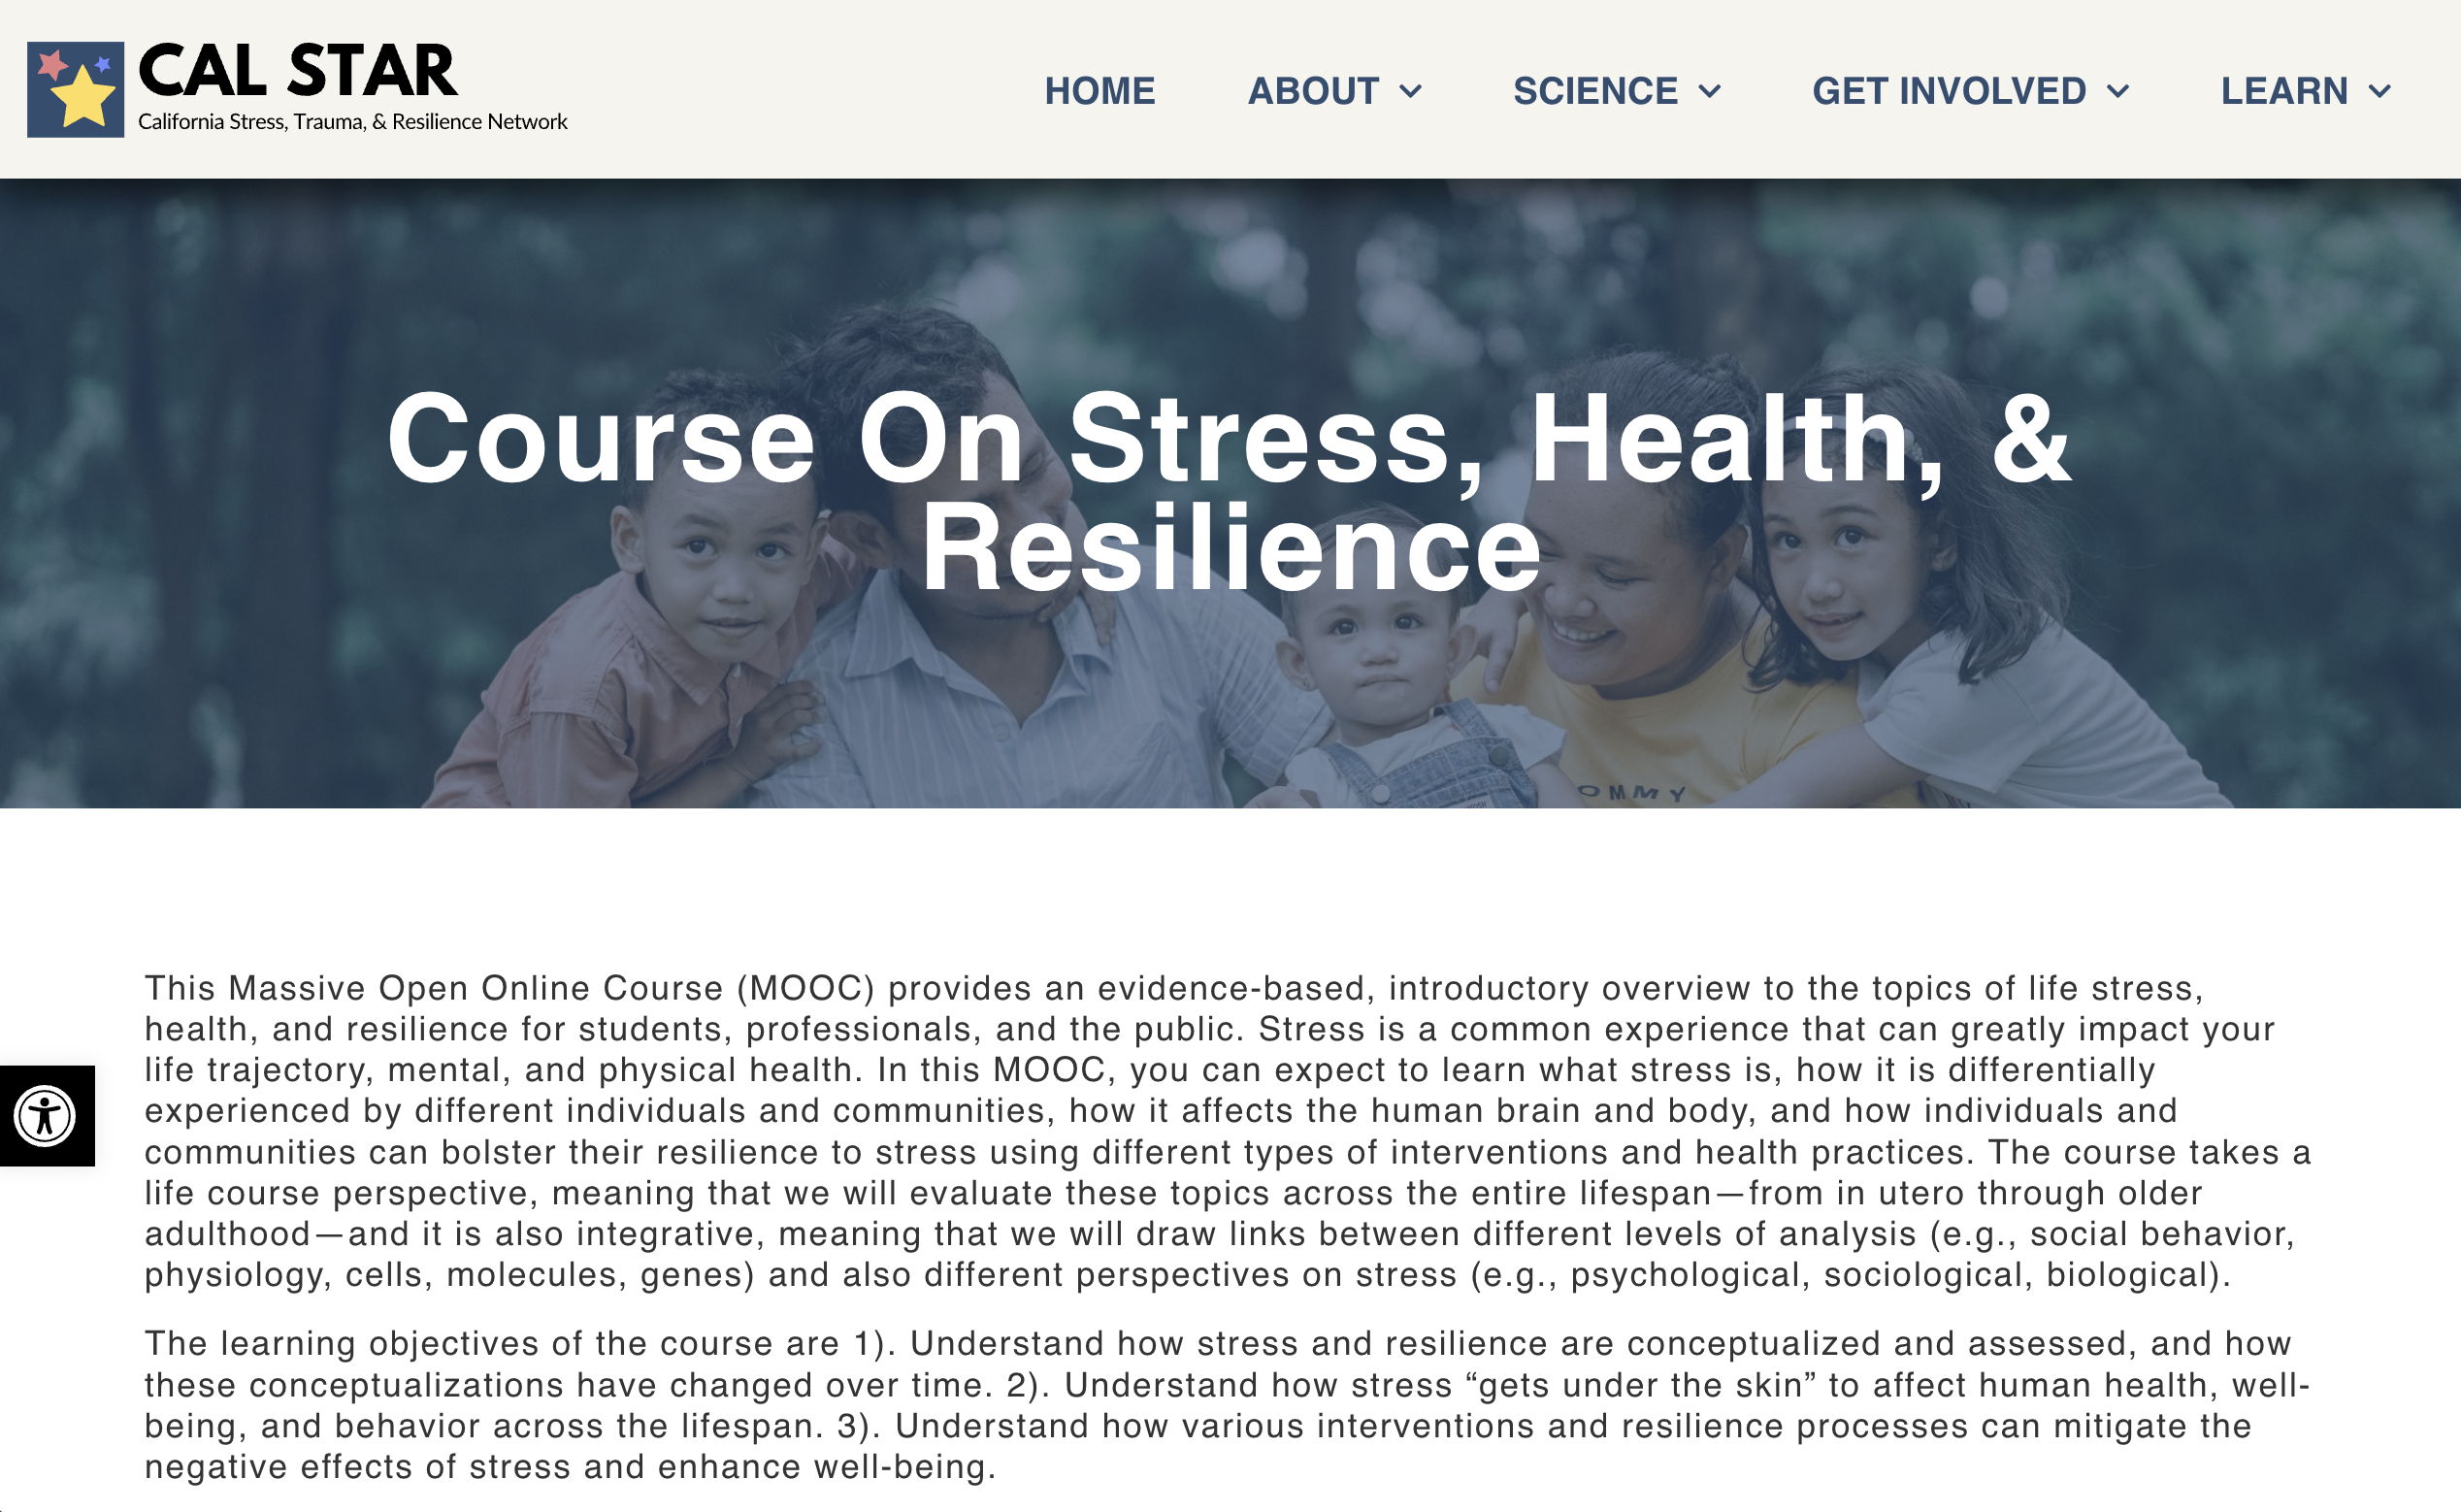 CAL STAR
California Stress, Trauma, & Resilience Network
HOME
ABOUT
SCIENCE
GET INVOLVED
LEARN
Course On Stress, Health, &
Resilience
OMMY
This Massive Open Online Course (MOOC) provides an evidence-based, introductory overview to the topics of life stress,
health, and resilience for students, professionals, and the public. Stress is a common experience that can greatly impact your
life trajectory, mental, and physical health. In this MOOC, you can expect to learn what stress is, how it is differentially
experienced by different individuals and communities, how it affects the human brain and body, and how individuals and
communities can bolster their resilience to stress using different types of interventions and health practices. The course takes a
life course perspective, meaning that we will evaluate these topics across the entire lifespan—from in utero through older
adulthood—and it is also integrative, meaning that we will draw links between different levels of analysis (e.g., social behavior,
physiology, cells, molecules, genes) and also different perspectives on stress (e.g., psychological, sociological, biological).
The learning objectives of the course are 1). Understand how stress and resilience are conceptualized and assessed, and how
these conceptualizations have changed over time. 2). Understand how stress “gets under the skin” to affect human health, well-
being, and behavior across the lifespan. 3). Understand how various interventions and resilience processes can mitigate the
negative effects of stress and enhance well-being.